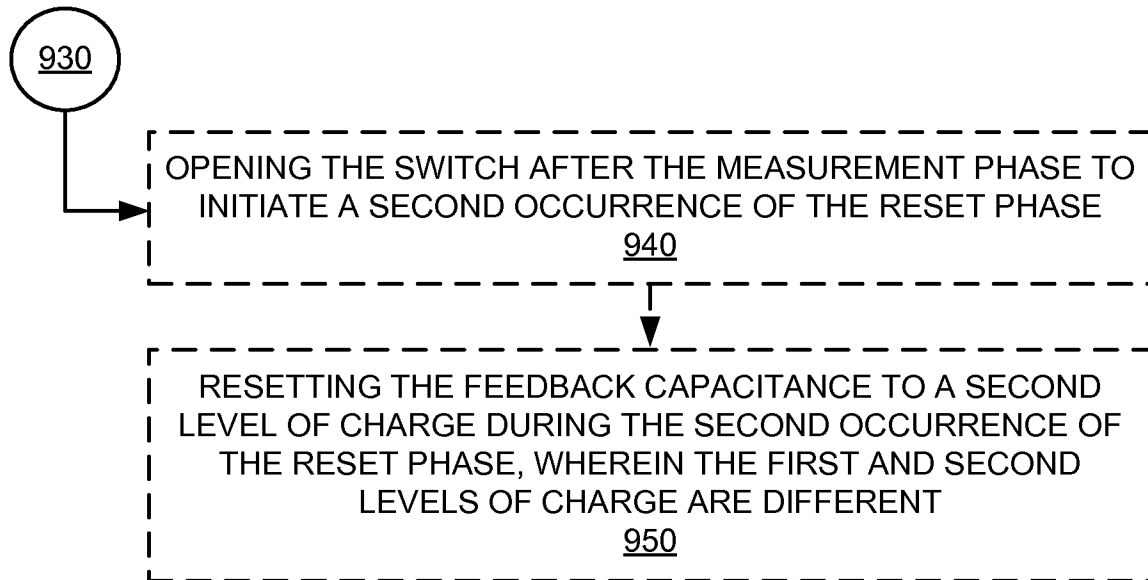 930
OPENING THE SWITCH AFTER THE MEASUREMENT PHASE TO
INITIATE A SECOND OCCURRENCE OF THE RESET PHASE
940
RESETTING THE FEEDBACK CAPACITANCE TO A SECOND
LEVEL OF CHARGE DURING THE SECOND OCCURRENCE OF
THE RESET PHASE, WHEREIN THE FIRST AND SECOND
LEVELS OF CHARGE ARE DIFFERENT
950